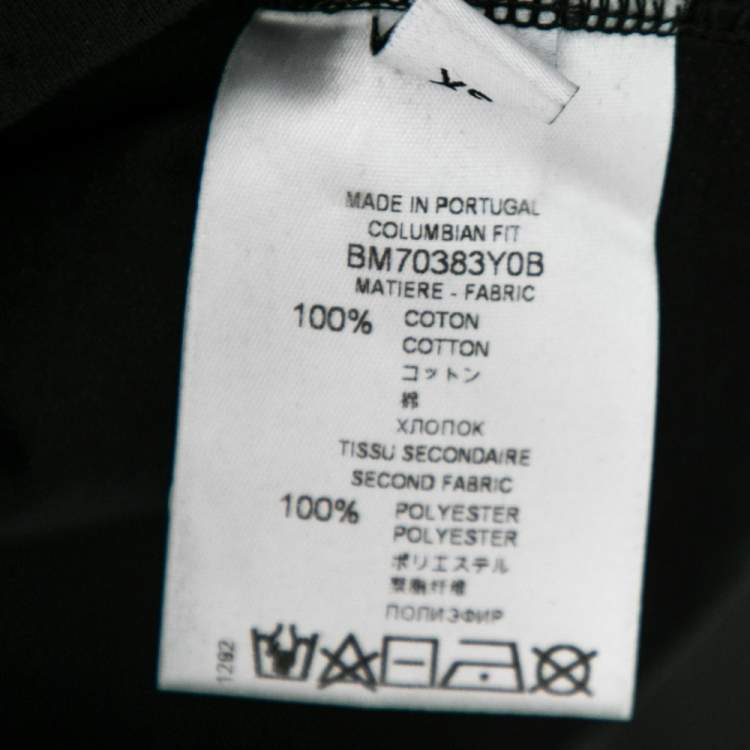 MADE IN PORTUGAL
COLUMBIAN FIT
BM70383Y0B
MATIERE - FABRIC
100% COTON
COTTON
コットン
棉
ХЛОПОК
TISSU SECONDAIRE
SECOND FABRIC
100% POLYESTER
POLYESTER
ポリエステル
聚脂纤维
ПОЛИЭФИР
1292